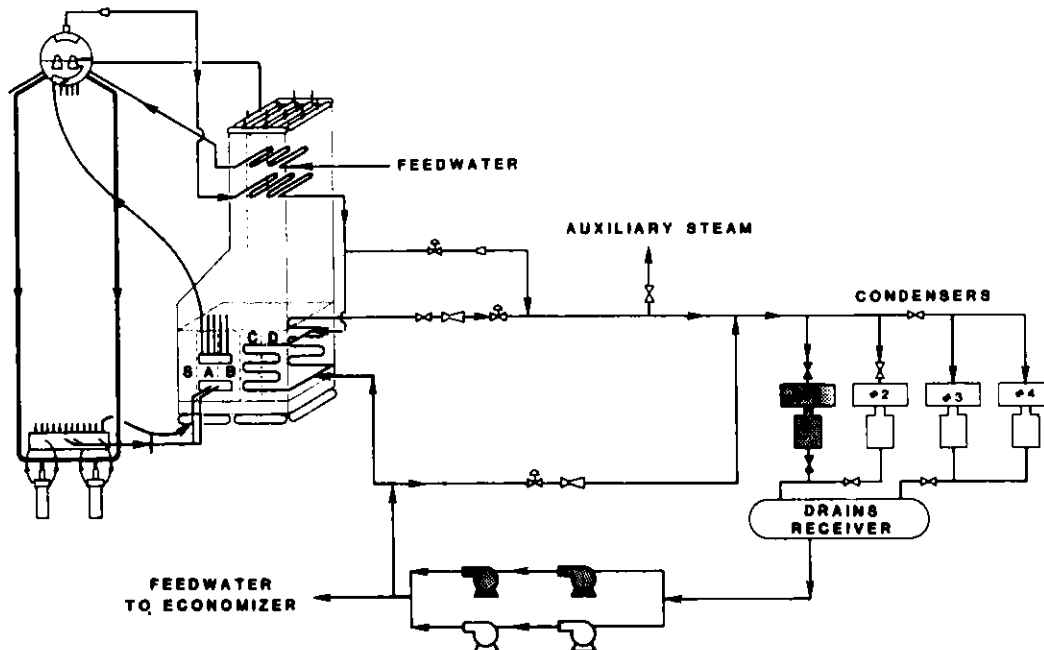 FEEDWATER
AUXILIARY STEAM
CONDENSERS
C D
S A B
#2
#3
#4
DRAINS
RECEIVER
FEEDWATER
TO ECONOMIZER